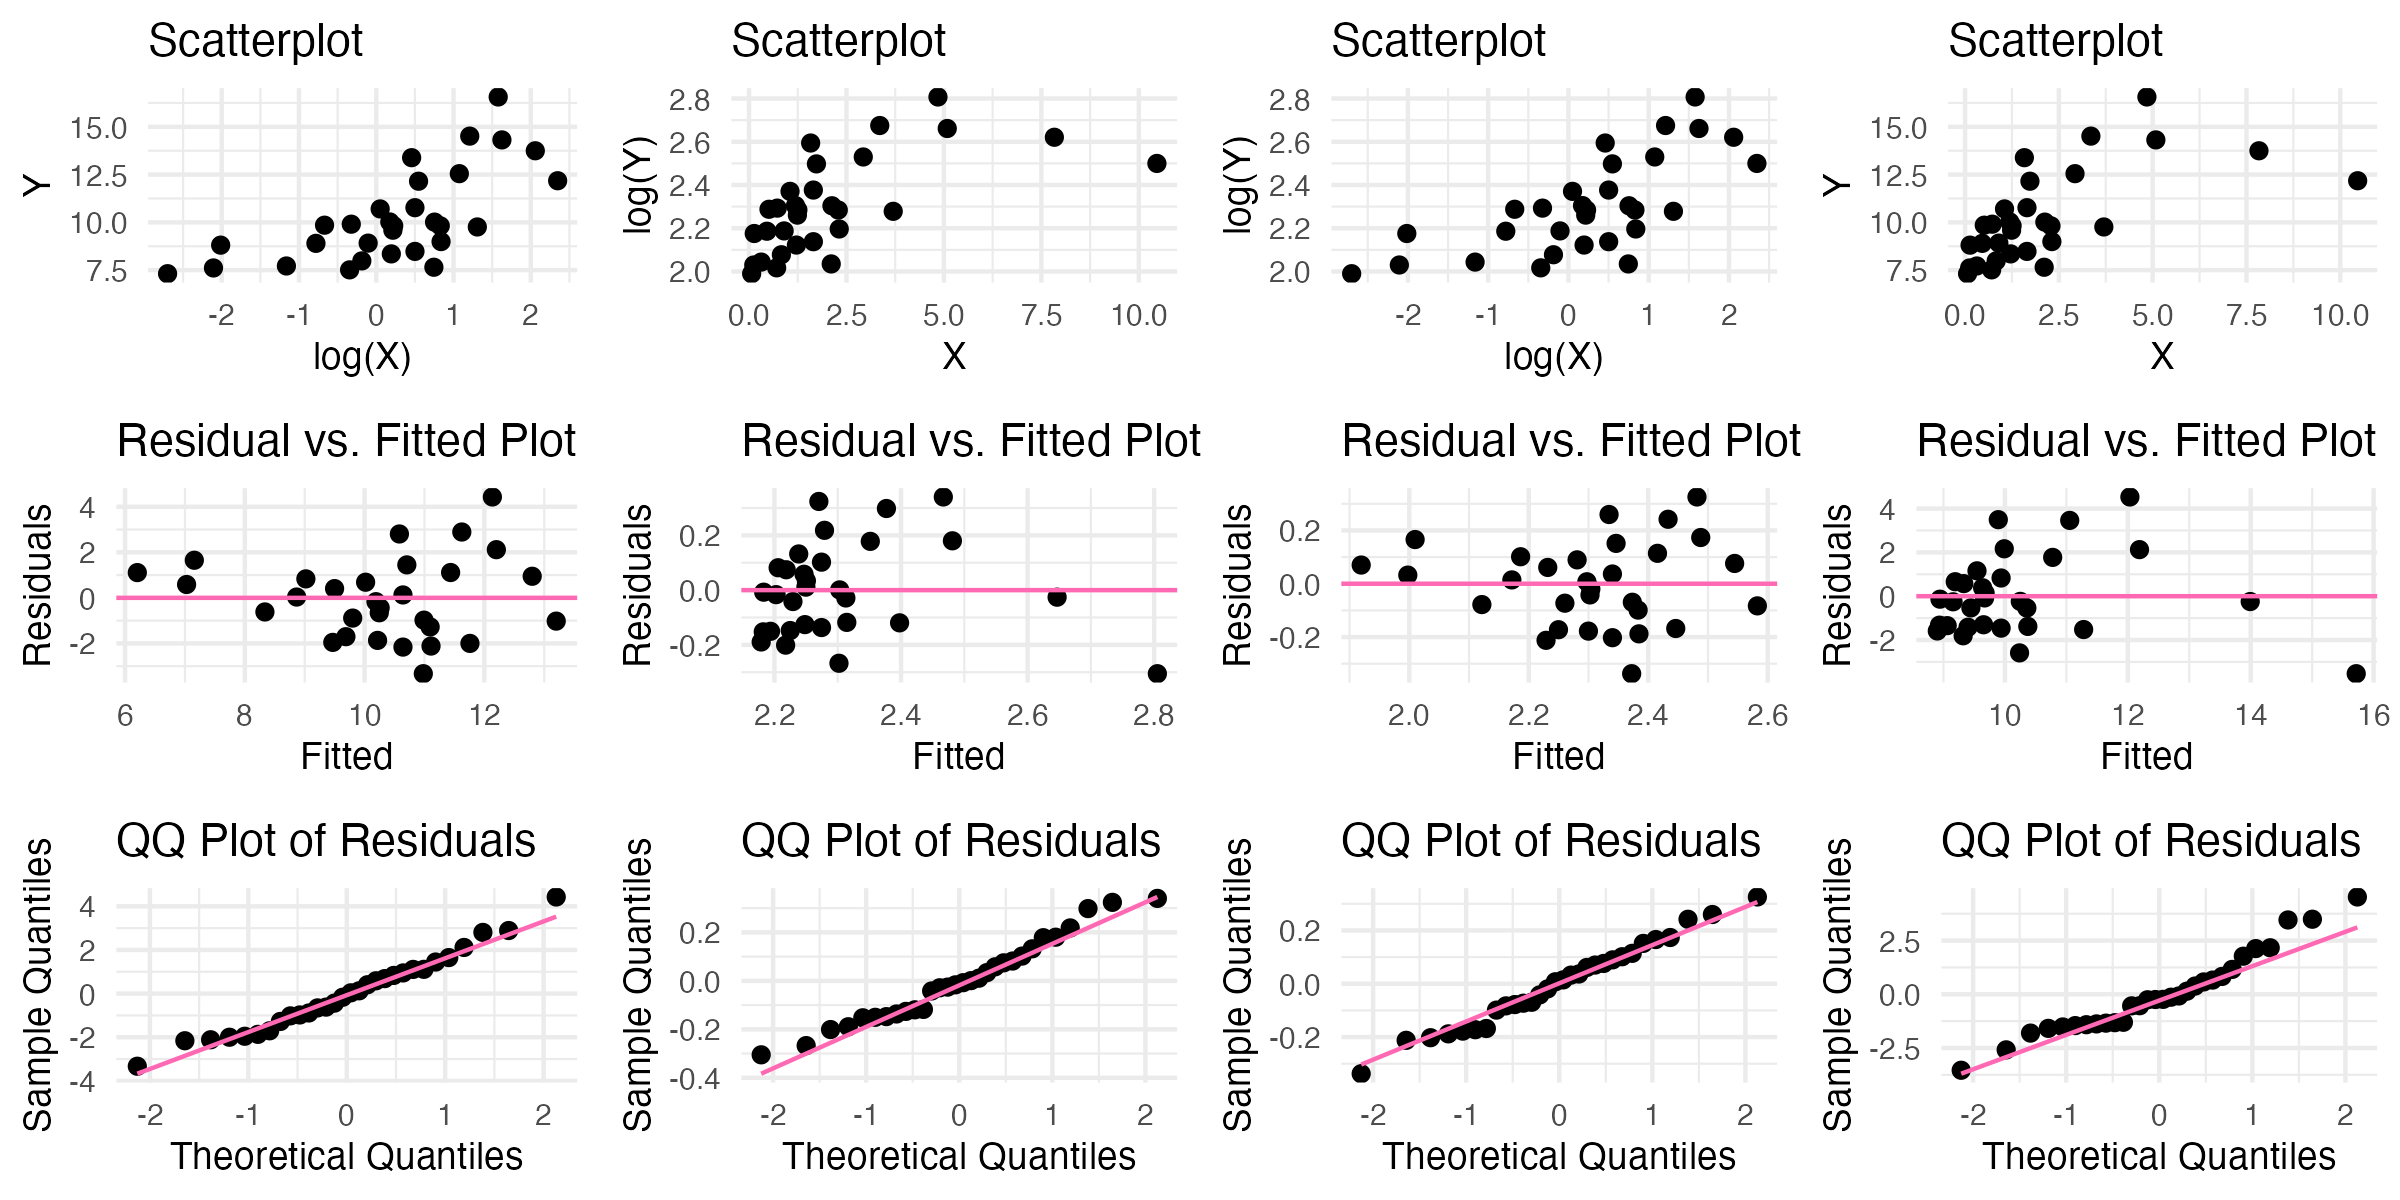 Scatterplot
Scatterplot
Scatterplot
Scatterplot
Y
15.0
12.5
10.0
7.5
-2
-1
0
1
2
log(X)
log(Y)
2.8
2.6
2.4
2.2
2.0
0.0
2.5
5.0
7.5
10.0
X
log(Y)
2.8
2.6
2.4
2.2
2.0
-2
-1
0
1
2
log(X)
Y
15.0
12.5
10.0
7.5
0.0
2.5
5.0
7.5
10.0
X
Residual vs. Fitted Plot
Residual vs. Fitted Plot
Residual vs. Fitted Plot
Residual vs. Fitted Plot
Residuals
4
2
0
-2
6
8
10
12
Fitted
Residuals
0.2
0.0
-0.2
2.2
2.4
2.6
2.8
Fitted
Residuals
0.2
0.0
-0.2
2.0
2.2
2.4
2.6
Fitted
Residuals
4
2
0
-2
10
12
14
16
Fitted
QQ Plot of Residuals
QQ Plot of Residuals
QQ Plot of Residuals
QQ Plot of Residuals
Sample Quantiles
4
2
0
-2
-4
-2
-1
0
1
2
Theoretical Quantiles
Sample Quantiles
0.2
0.0
-0.2
-0.4
-2
-1
0
1
2
Theoretical Quantiles
Sample Quantiles
0.2
0.0
-0.2
-2
-1
0
1
2
Theoretical Quantiles
Sample Quantiles
2.5
0.0
-2.5
-2
-1
0
1
2
Theoretical Quantiles